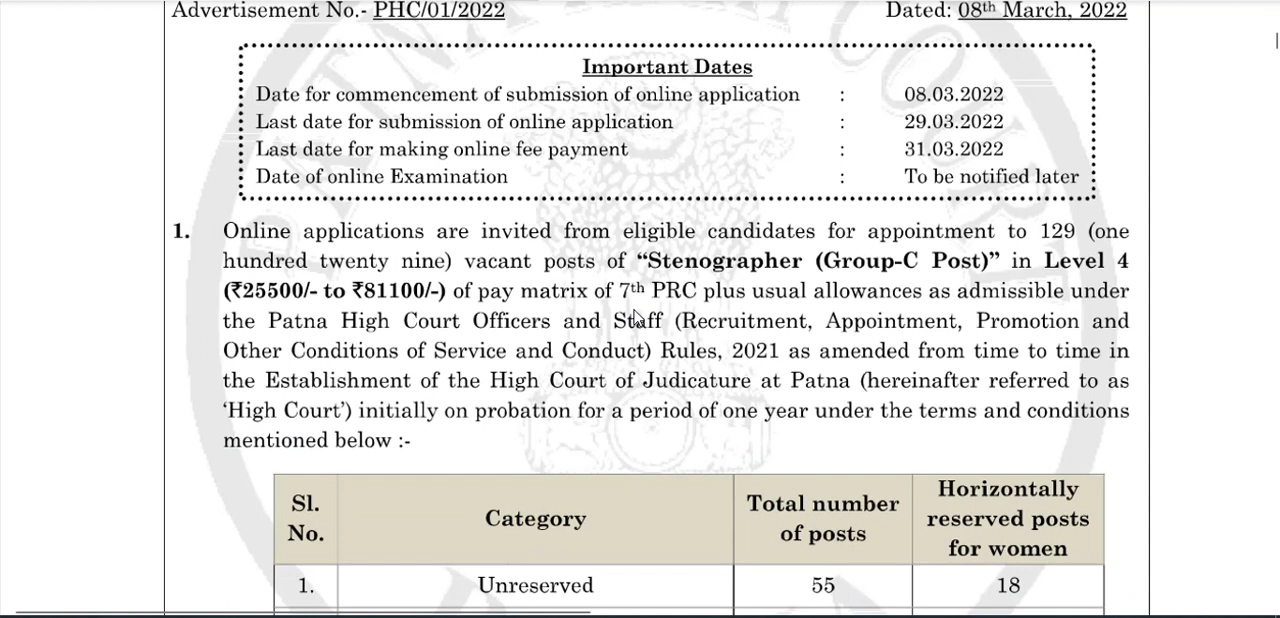 Advertisement No.- PHC/01/2022 Dated: 08th March, 2022
Important Dates
Date for commencement of submission of online application : 08.03.2022
Last date for submission of online application : 29.03.2022
Last date for making online fee payment : 31.03.2022
Date of online Examination : To be notified later
1. Online applications are invited from eligible candidates for appointment to 129 (one
hundred twenty nine) vacant posts of “Stenographer (Group-C Post)” in Level 4
(₹25500/- to ₹81100/-) of pay matrix of 7th PRC plus usual allowances as admissible under
the Patna High Court Officers and Staff (Recruitment, Appointment, Promotion and
Other Conditions of Service and Conduct) Rules, 2021 as amended from time to time in
the Establishment of the High Court of Judicature at Patna (hereinafter referred to as
‘High Court’) initially on probation for a period of one year under the terms and conditions
mentioned below :-
Sl. No. Category Total number of posts Horizontally reserved posts for women
1. Unreserved 55 18